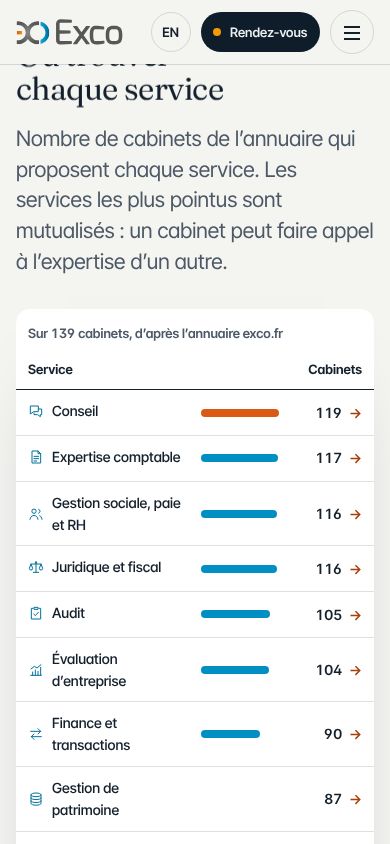 Exco
EN
Rendez-vous
chaque service
Nombre de cabinets de l’annuaire qui
proposent chaque service. Les
services les plus pointus sont
mutualisés : un cabinet peut faire appel
à l’expertise d’un autre.
Sur 139 cabinets, d’après l’annuaire exco.fr
Service Cabinets
Conseil 119 →
Expertise comptable 117 →
Gestion sociale, paie
et RH 116 →
Juridique et fiscal 116 →
Audit 105 →
Évaluation
d’entreprise 104 →
Finance et
transactions 90 →
Gestion de
patrimoine 87 →